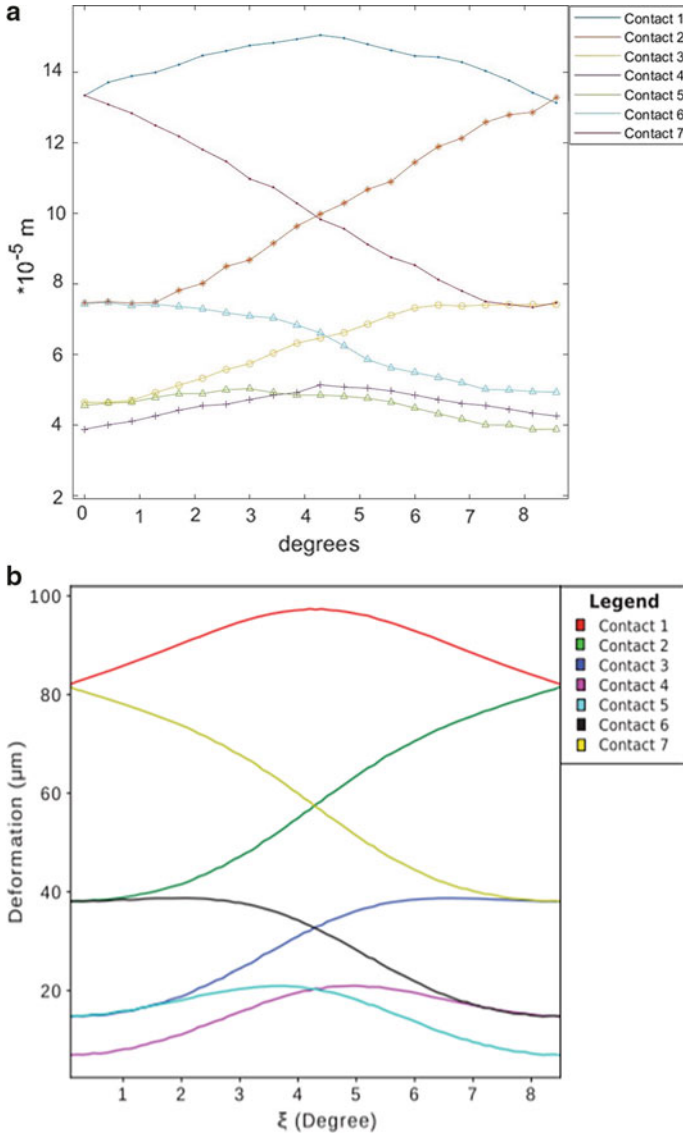 a
Contact 1
Contact 2
Contact 3
Contact 4
Contact 5
Contact 6
Contact 7
14
12
10
8
6
4
2
*10-5 m
0 1 2 3 4 5 6 7 8
degrees
b
Legend
Contact 1
Contact 2
Contact 3
Contact 4
Contact 5
Contact 6
Contact 7
100
80
60
40
20
Deformation (μm)
1 2 3 4 5 6 7 8
ξ (Degree)